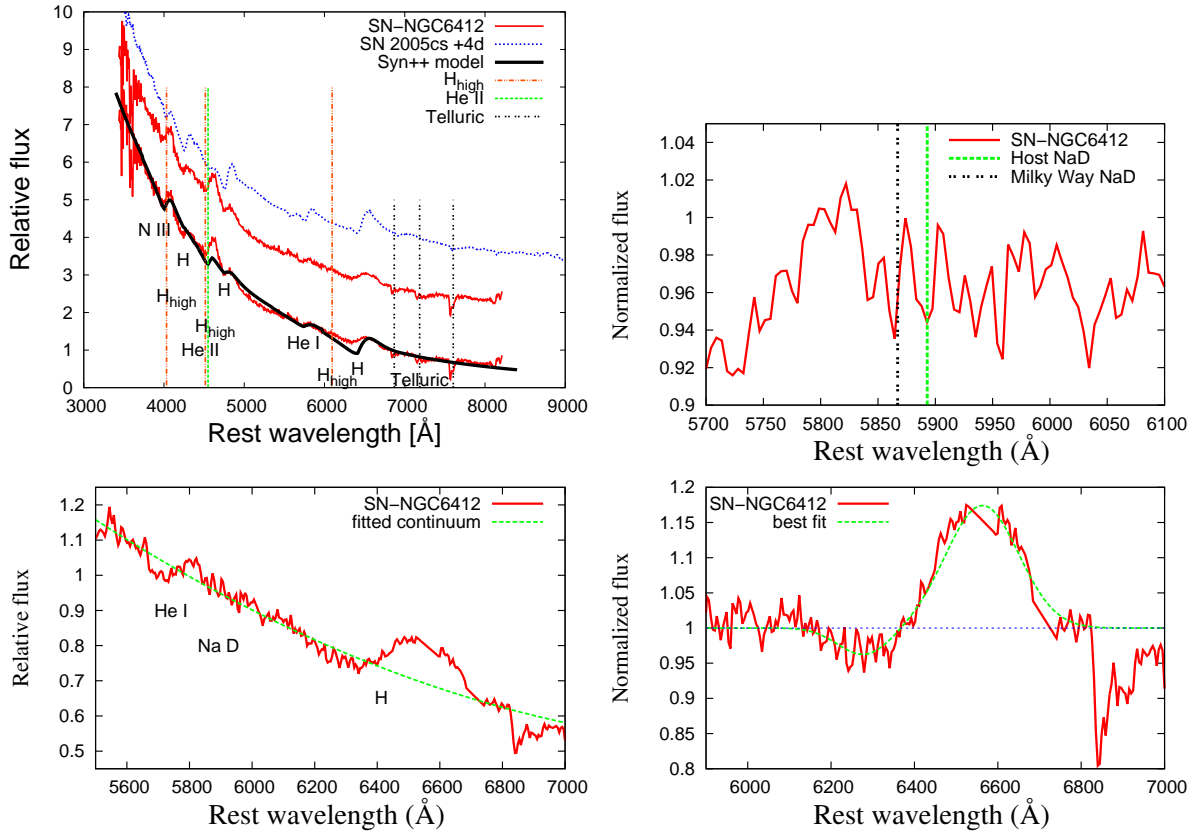 SN−NGC6412
SN 2005cs +4d
Syn++ model
H_high
He II
Telluric
Relative flux
10
9
8
7
6
5
4
3
2
1
0
N III
H
H_high
H
H_high
He II
He I
H
H_high
Telluric
3000 4000 5000 6000 7000 8000 9000
Rest wavelength [Å]
SN−NGC6412
Host NaD
Milky Way NaD
Normalized flux
1.04
1.02
1
0.98
0.96
0.94
0.92
0.9
5700 5750 5800 5850 5900 5950 6000 6050 6100
Rest wavelength (Å)
SN−NGC6412
fitted continuum
Relative flux
1.2
1.1
1
0.9
0.8
0.7
0.6
0.5
He I
Na D
H
5600 5800 6000 6200 6400 6600 6800 7000
Rest wavelength (Å)
SN−NGC6412
best fit
Normalized flux
1.2
1.15
1.1
1.05
1
0.95
0.9
0.85
0.8
6000 6200 6400 6600 6800 7000
Rest wavelength (Å)